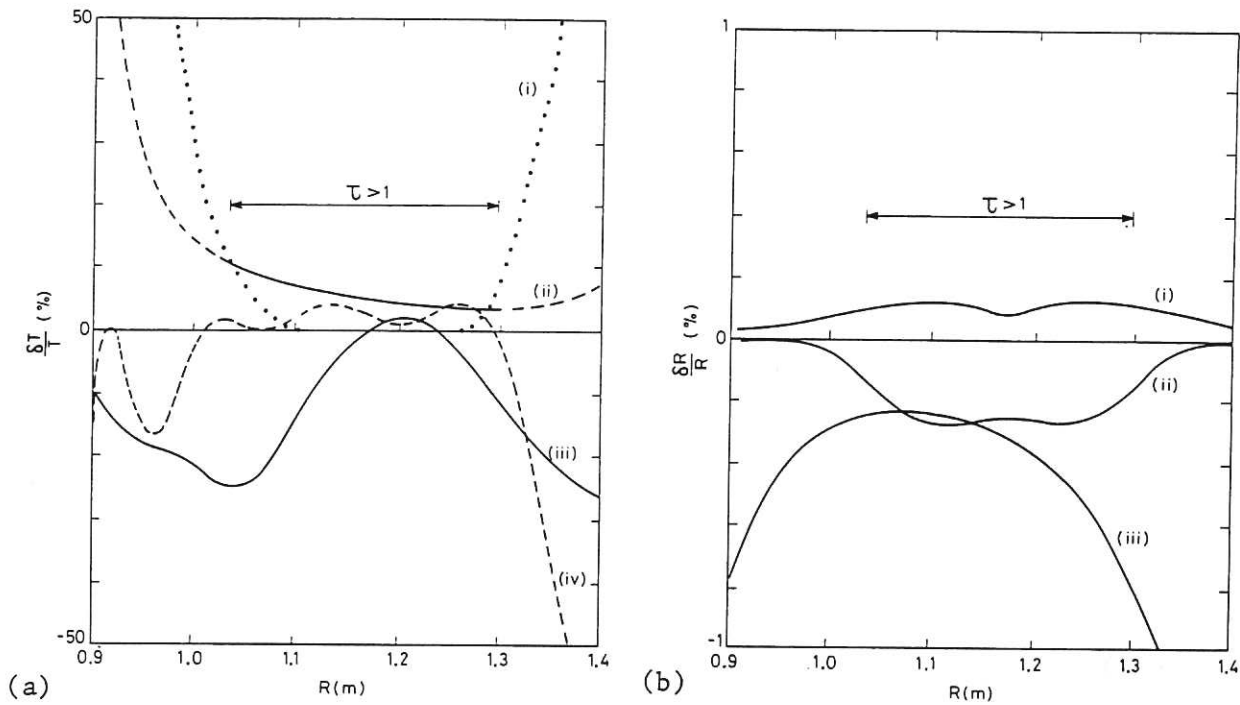 50
(i)
τ>1
(ii)
δT/T (%)
0
(iii)
(iv)
-50
0.9 1.0 1.1 1.2 1.3 1.4
(a)
R(m)
1
τ>1
(i)
δR/R (%)
0
(ii)
(iii)
-1
0.9 1.0 1.1 1.2 1.3 1.4
(b)
R(m)